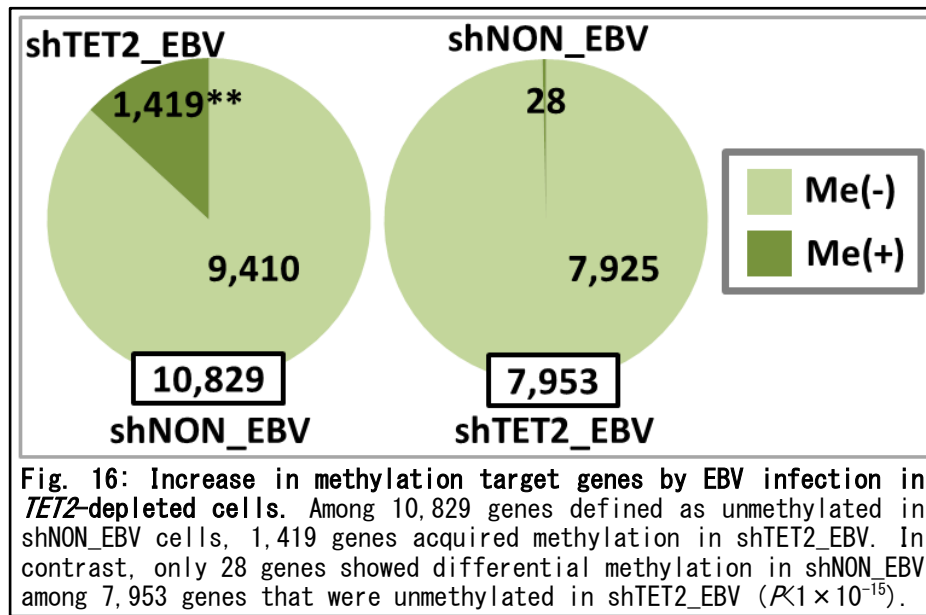 shTET2_EBV
1,419**
9,410
10,829
shNON_EBV
shNON_EBV
28
7,925
7,953
shTET2_EBV
Me(-)
Me(+)
Fig. 16: Increase in methylation target genes by EBV infection in
TET2-depleted cells. Among 10,829 genes defined as unmethylated in
shNON_EBV cells, 1,419 genes acquired methylation in shTET2_EBV. In
contrast, only 28 genes showed differential methylation in shNON_EBV
among 7,953 genes that were unmethylated in shTET2_EBV (P<1 × 10⁻¹⁵).